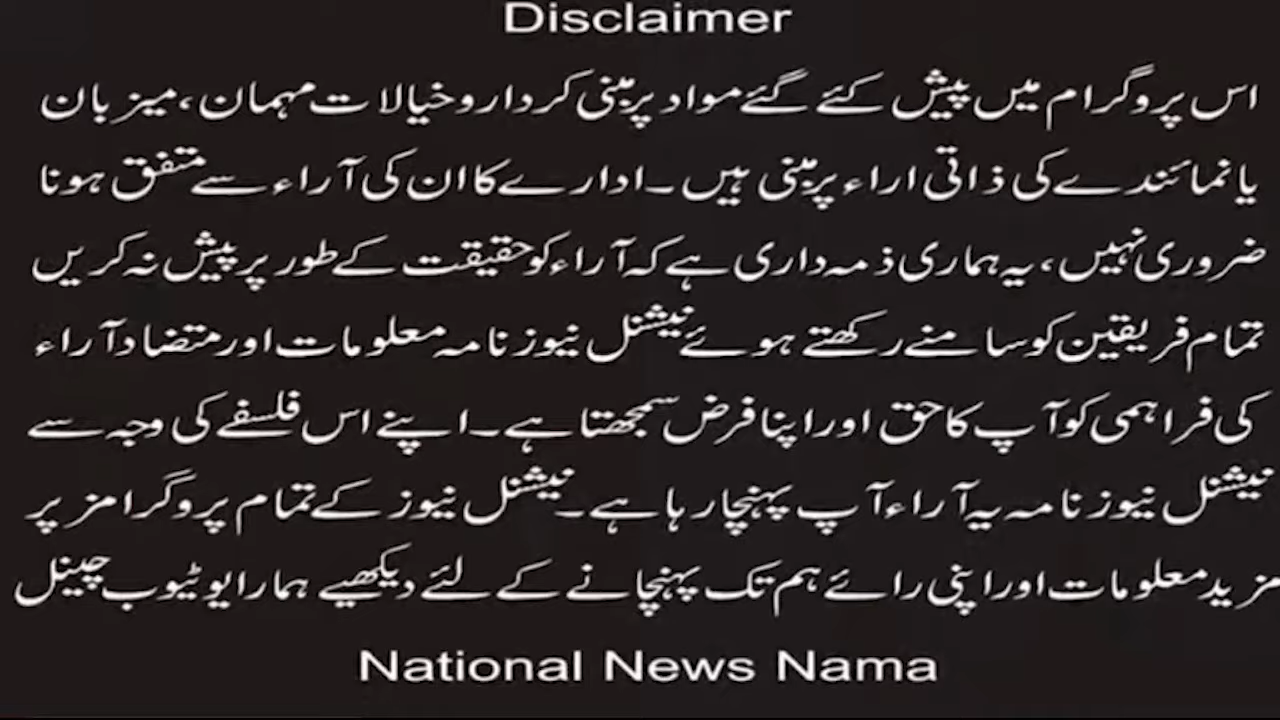 Disclaimer
اس پروگرام میں پیش کئے گئے مواد پر مبنی کردار و خیالات مہمان، میزبان
یا نمائندے کی ذاتی اراء پر مبنی ہیں۔ ادارے کا ان کی آراء سے متفق ہونا
ضروری نہیں، یہ ہماری ذمہ داری ہے کہ آراء کو حقیقت کے طور پر پیش نہ کریں
تمام فریقین کو سامنے رکھتے ہوئے نیشنل نیوز نامہ معلومات اور متضاد آراء
کی فراہمی کو آپ کا حق اور اپنا فرض سمجھتا ہے۔ اپنے اس فلسفے کی وجہ سے
نیشنل نیوز نامہ یہ آراء آپ پہنچا رہا ہے۔ نیشنل نیوز کے تمام پروگرامز پر
مزید معلومات اور اپنی رائے ہم تک پہنچانے کے لئے دیکھیے ہمارا یوٹیوب چینل
National News Nama